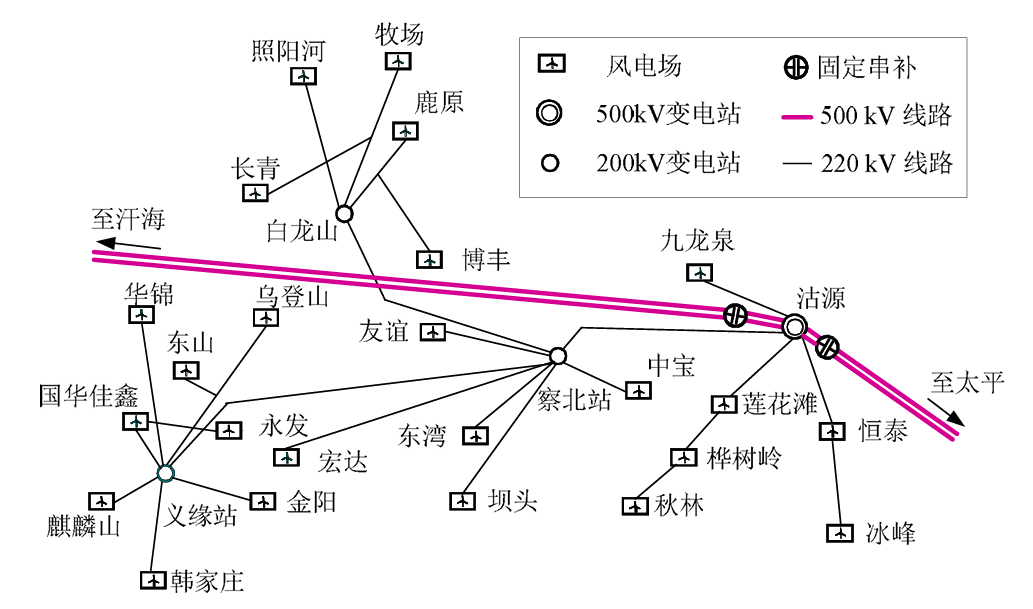 牧场
照阳河
鹿原
长青
白龙山
博丰
风电场
固定串补
500kV变电站
500 kV 线路
200kV变电站
220 kV 线路
至汗海
九龙泉
沽源
华锦
乌登山
友谊
东山
中宝
至太平
国华佳鑫
察北站
莲花滩
永发
东湾
恒泰
宏达
桦树岭
金阳
坝头
秋林
麒麟山
义缘站
冰峰
韩家庄